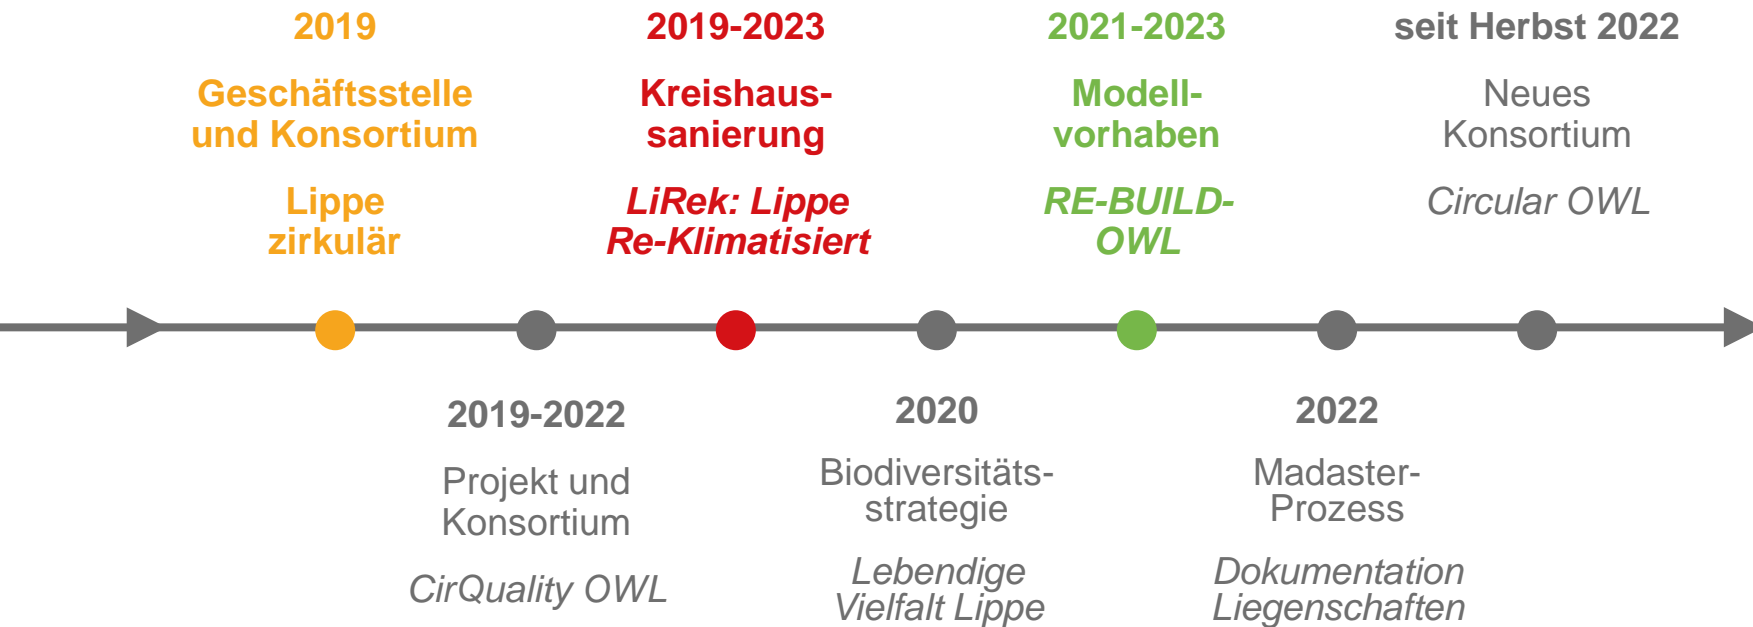 2019
Geschäftsstelle
und Konsortium
Lippe
zirkulär
2019-2023
Kreishaus-
sanierung
LiRek: Lippe
Re-Klimatisiert
2021-2023
Modell-
vorhaben
RE-BUILD-
OWL
seit Herbst 2022
Neues
Konsortium
Circular OWL
2019-2022
Projekt und
Konsortium
CirQuality OWL
2020
Biodiversitäts-
strategie
Lebendige
Vielfalt Lippe
2022
Madaster-
Prozess
Dokumentation
Liegenschaften